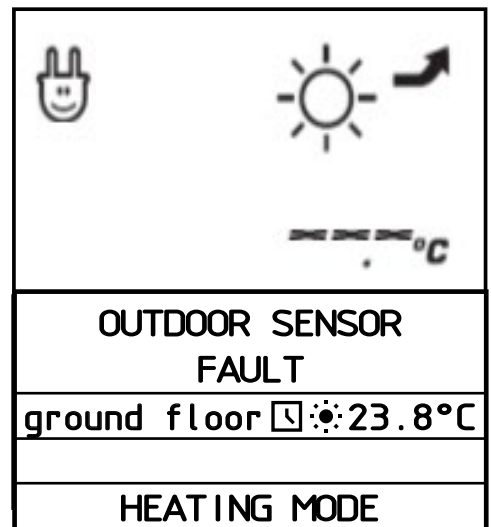 ---.-°C
OUTDOOR SENSOR
FAULT
ground floor 23.8°C
HEATING MODE